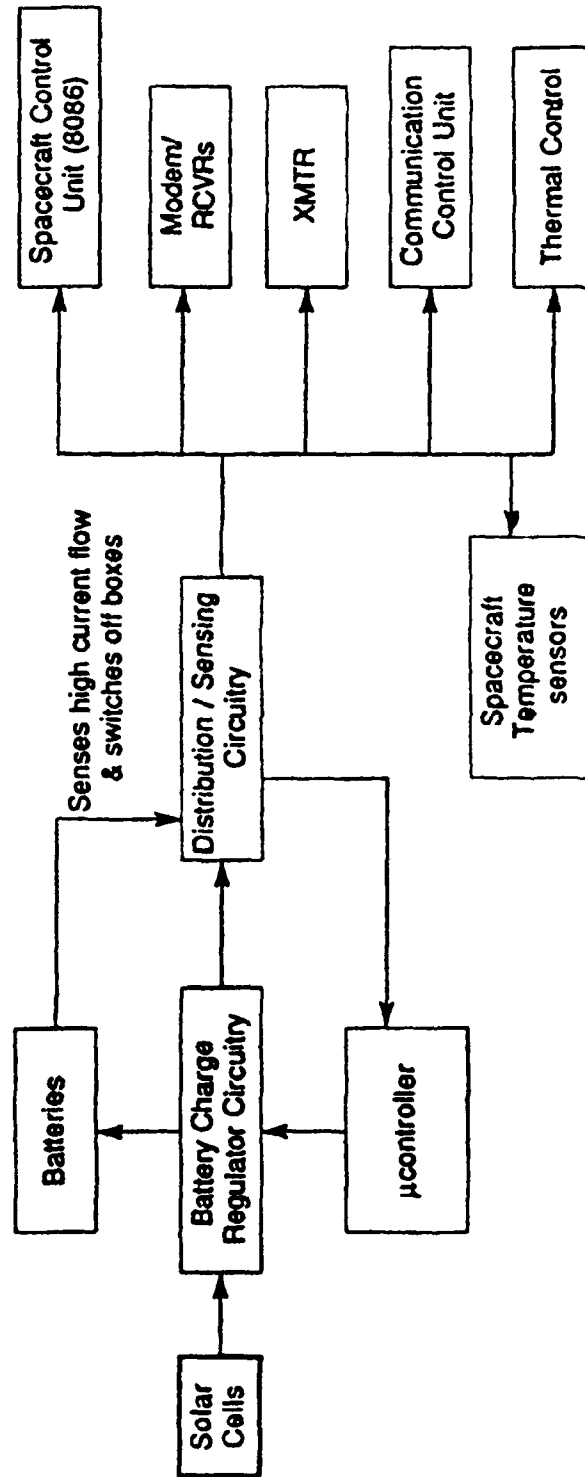 Solar
Cells
Batteries
Battery Charge
Regulator Circuitry
µcontroller
Senses high current flow
& switches off boxes
Distribution / Sensing
Circuitry
Spacecraft
Temperature
sensors
Spacecraft Control
Unit (8086)
Modem/
RCVRs
XMTR
Communication
Control Unit
Thermal Control